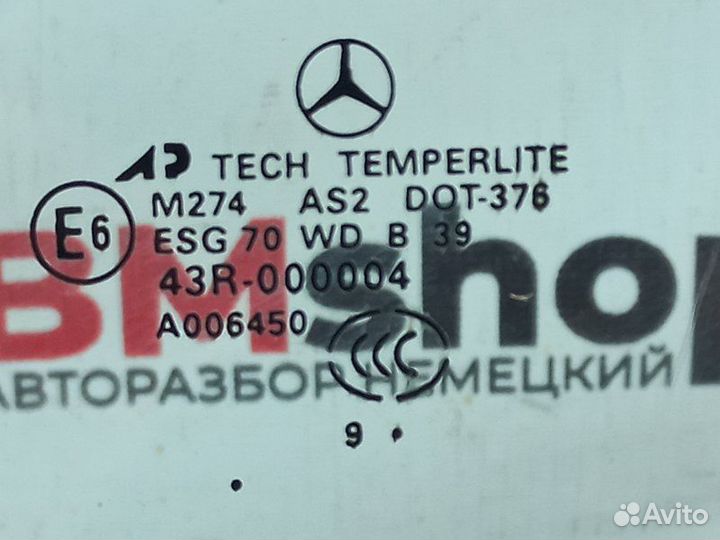 AP TECH TEMPERLITE
M274 AS2 DOT-376
E6
ESG 70 WD B 39
43R-000004
A006450
CCC
BMshop
АВТОРАЗБОР НЕМЕЦКИЙ
9 •
Avito